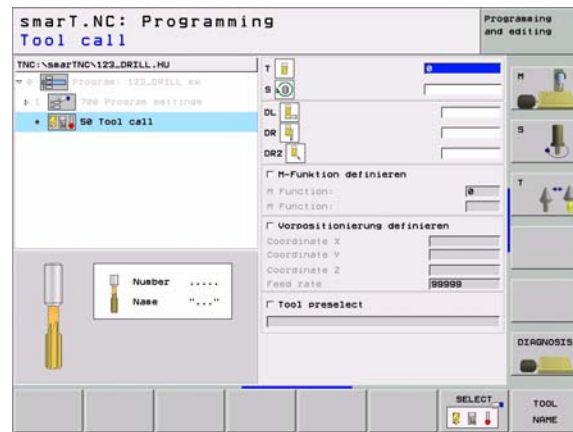 smarT.NC: Programming
Tool call
Programming
and editing
TNC:\smarTNC\123_DRILL.HU
0 Program: 123_DRILL mm
1 700 Program settings
50 Tool call
T 0
S
DL
DR
DR2
M-Funktion definieren
M Function: 0
M Function:
Vorpositionierung definieren
Coordinate X
Coordinate Y
Coordinate Z
Feed rate 99999
Tool preselect
Number .....
Name "..."
M
S
T
DIAGNOSIS
SELECT
TOOL
NAME